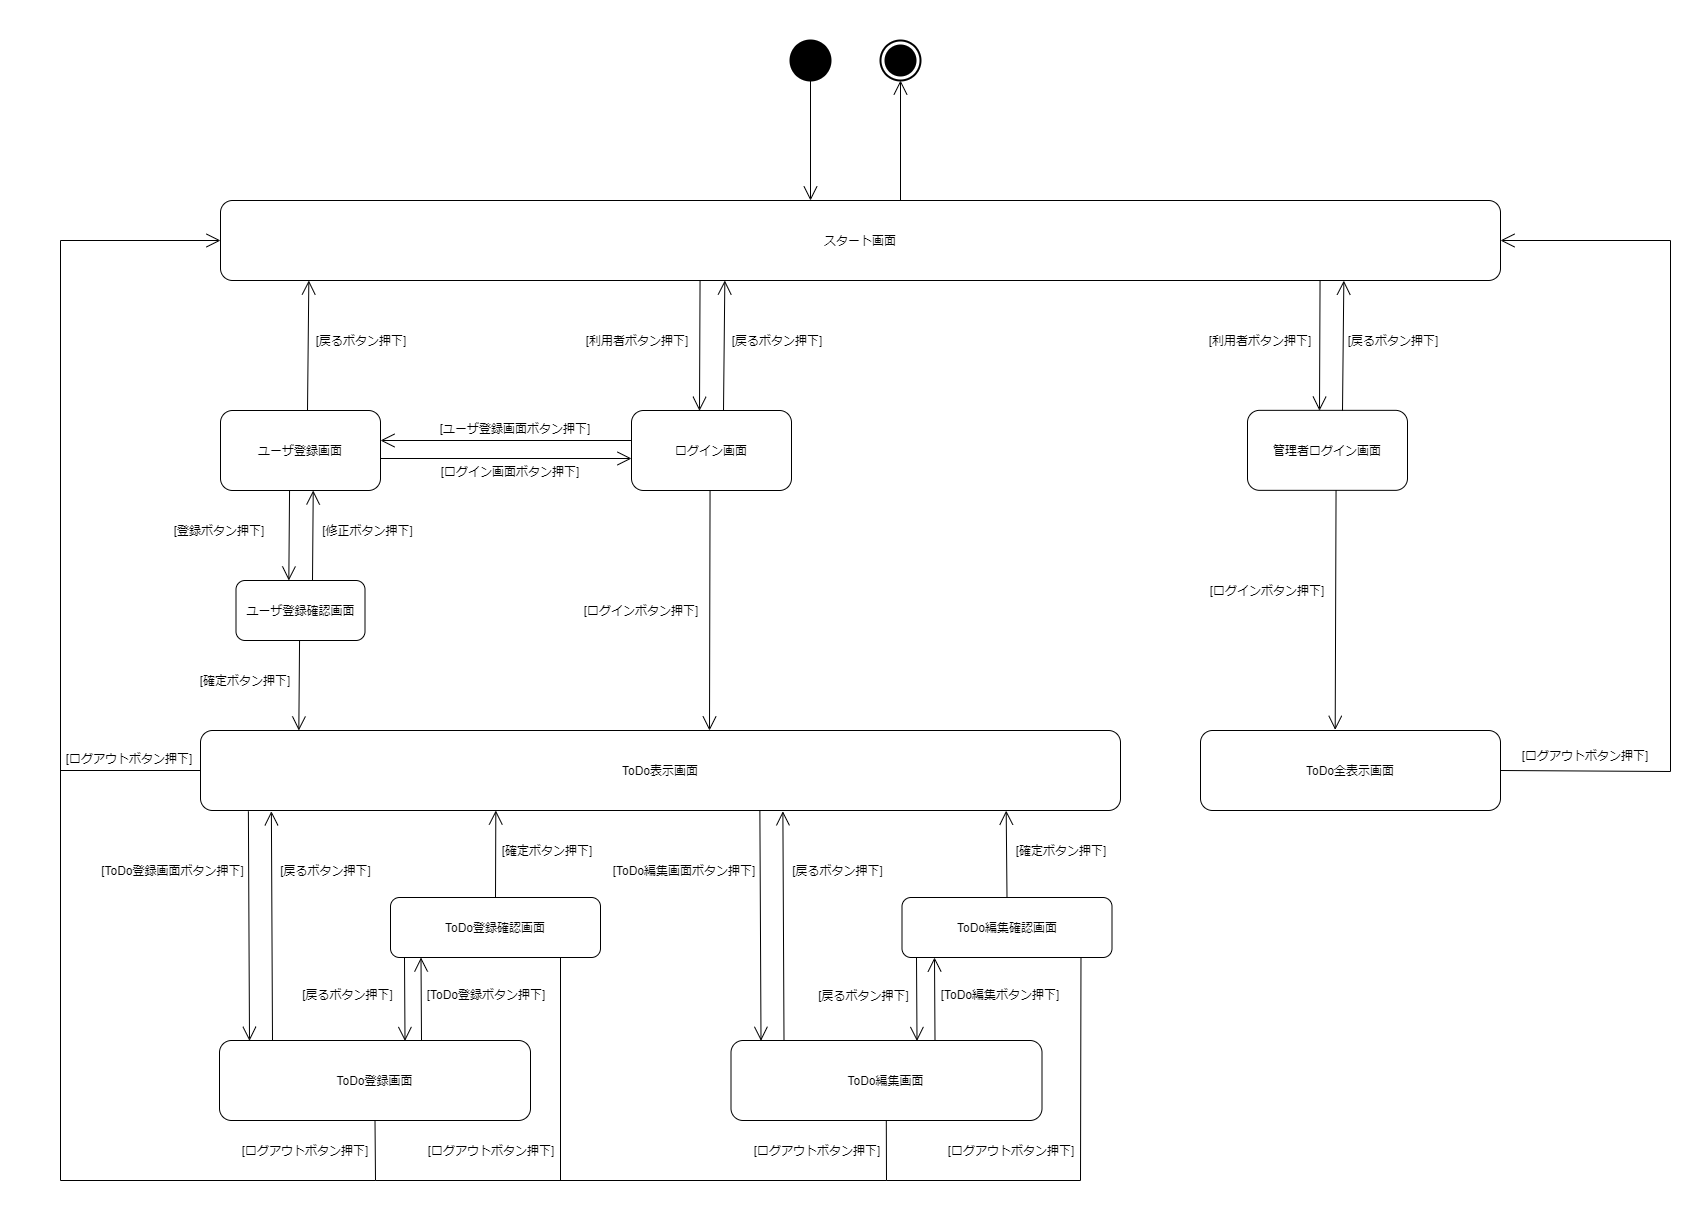 スタート画面
[戻るボタン押下]
[利用者ボタン押下]
[戻るボタン押下]
[利用者ボタン押下]
[戻るボタン押下]
[ユーザ登録画面ボタン押下]
ユーザ登録画面
ログイン画面
管理者ログイン画面
[ログイン画面ボタン押下]
[登録ボタン押下]
[修正ボタン押下]
[ログインボタン押下]
ユーザ登録確認画面
[ログインボタン押下]
[確定ボタン押下]
[ログアウトボタン押下]
ToDo表示画面
ToDo全表示画面
[ログアウトボタン押下]
[確定ボタン押下]
[確定ボタン押下]
[ToDo登録画面ボタン押下]
[戻るボタン押下]
[ToDo編集画面ボタン押下]
[戻るボタン押下]
ToDo登録確認画面
ToDo編集確認画面
[戻るボタン押下]
[ToDo登録ボタン押下]
[戻るボタン押下]
[ToDo編集ボタン押下]
ToDo登録画面
ToDo編集画面
[ログアウトボタン押下]
[ログアウトボタン押下]
[ログアウトボタン押下]
[ログアウトボタン押下]